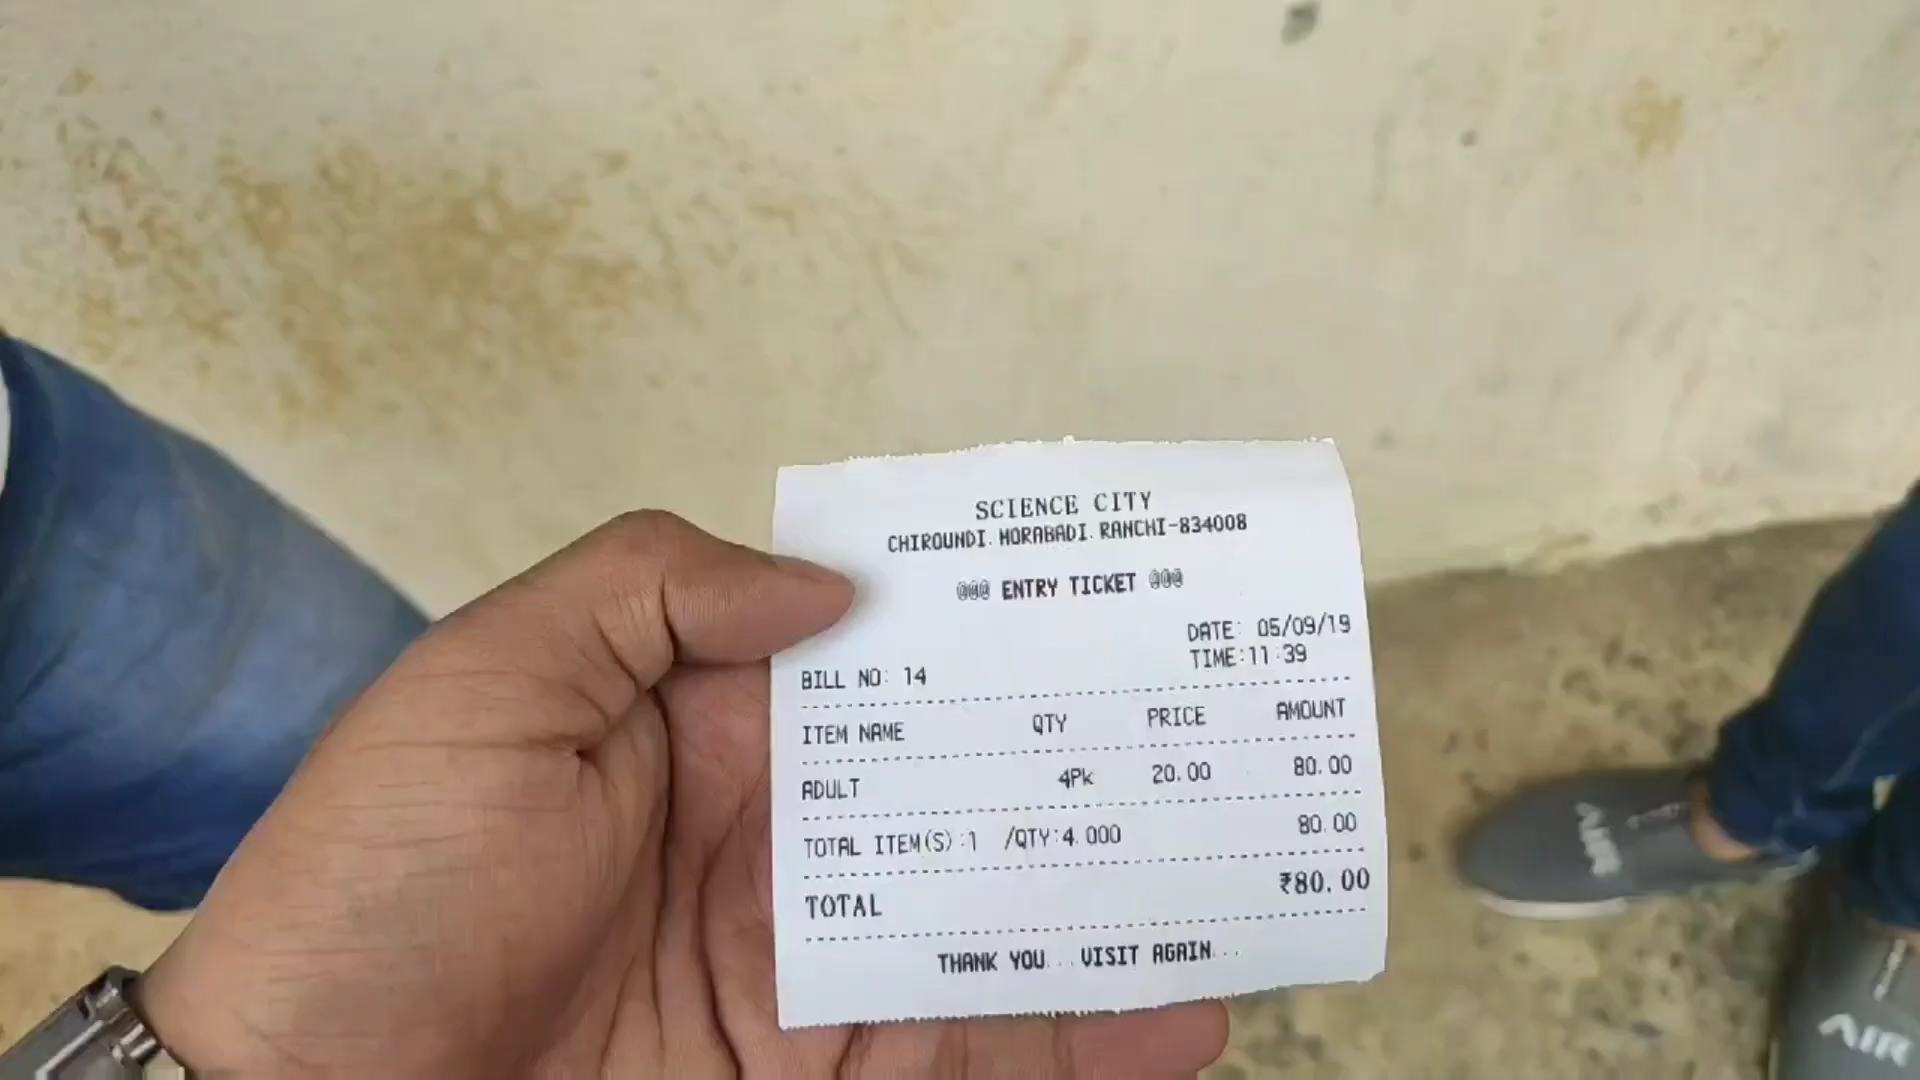 SCIENCE CITY
CHIROUNDI. MORABADI. RANCHI-834008
@@@ ENTRY TICKET @@@
DATE: 05/09/19
BILL NO: 14 TIME:11:39
ITEM NAME QTY PRICE AMOUNT
ADULT 4Pk 20.00 80.00
TOTAL ITEM(S):1 /QTY:4.000 80.00
TOTAL ₹80.00
THANK YOU...VISIT AGAIN...
AIR
AIR